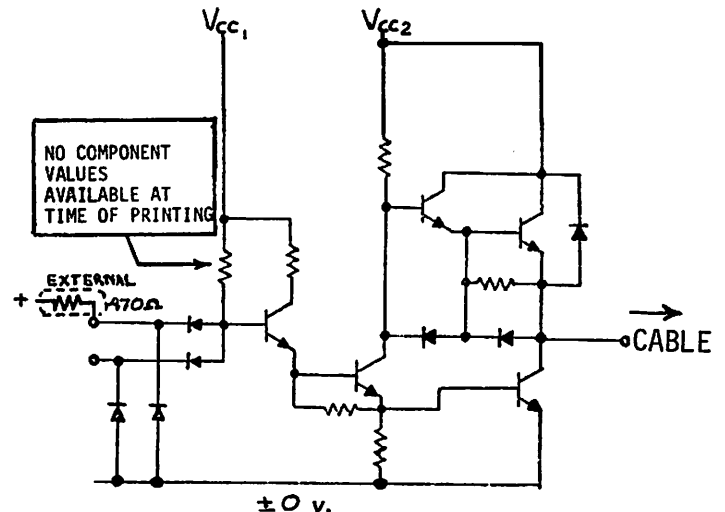 VCC1
VCC2
NO COMPONENT
VALUES
AVAILABLE AT
TIME OF PRINTING
EXTERNAL
+ 470Ω
CABLE
±0 v.